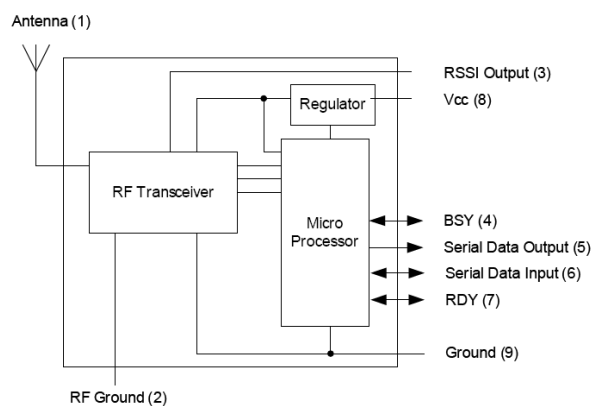 Antenna (1)
RSSI Output (3)
Regulator
Vcc (8)
RF Transceiver
Micro
Processor
BSY (4)
Serial Data Output (5)
Serial Data Input (6)
RDY (7)
Ground (9)
RF Ground (2)